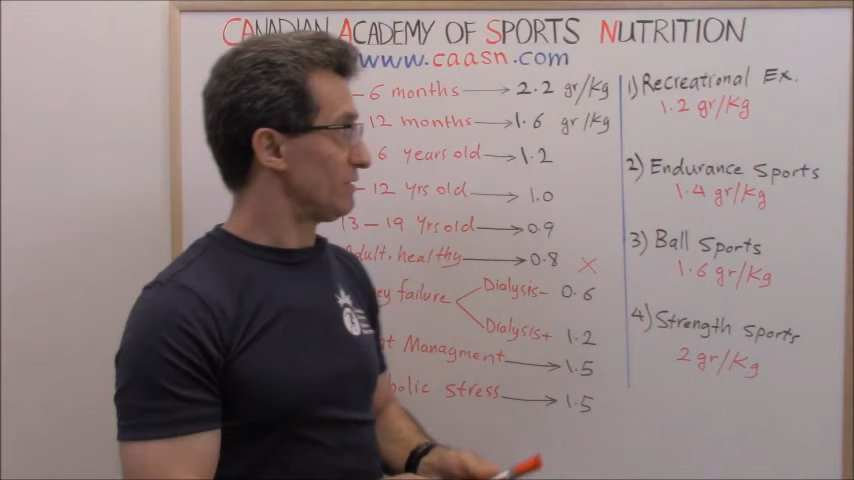 CANADIAN ACADEMY OF SPORTS NUTRITION
www.caasn.com
– 6 months → 2.2 gr/Kg
12 months → 1.6 gr/Kg
6 years old → 1.2
– 12 yrs old → 1.0
13 – 19 yrs old → 0.9
Adult. healthy → 0.8 X
failure
Dialysis– 0.6
Dialysis+ 1.2
Managment → 1.5
stress → 1.5
1) Recreational Ex.
1.2 gr/Kg
2) Endurance Sports
1.4 gr/Kg
3) Ball Sports
1.6 gr/Kg
4) Strength Sports
2 gr/Kg